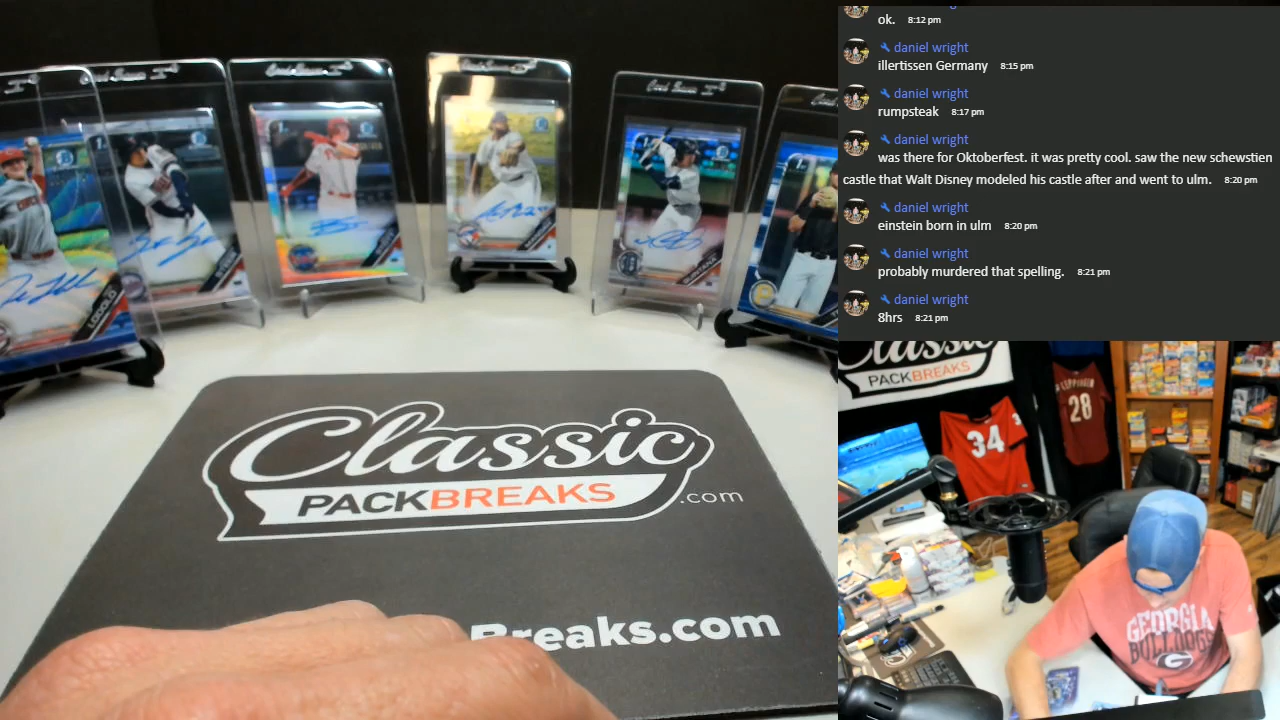 ok. 8:12 pm
daniel wright
illertissen Germany 8:15 pm
daniel wright
rumpsteak 8:17 pm
daniel wright
was there for Oktoberfest. it was pretty cool. saw the new schewstien
castle that Walt Disney modeled his castle after and went to ulm. 8:20 pm
daniel wright
einstein born in ulm 8:20 pm
daniel wright
probably murdered that spelling. 8:21 pm
daniel wright
8hrs 8:21 pm
Classic
PACKBREAKS
.com
Breaks.com
LODOLO
Classic
PACKBREAKS
34
28
GEORGIA
BULLDOGS
G